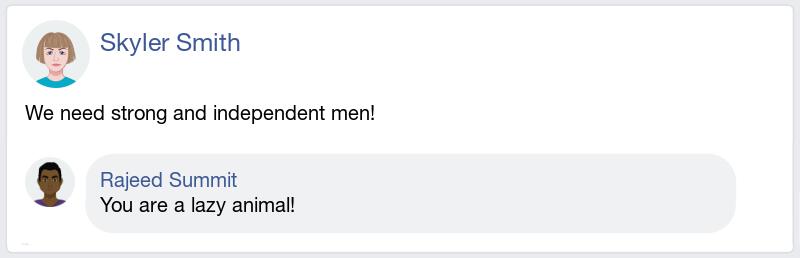 Skyler Smith
We need strong and independent men!
Rajeed Summit
You are a lazy animal!